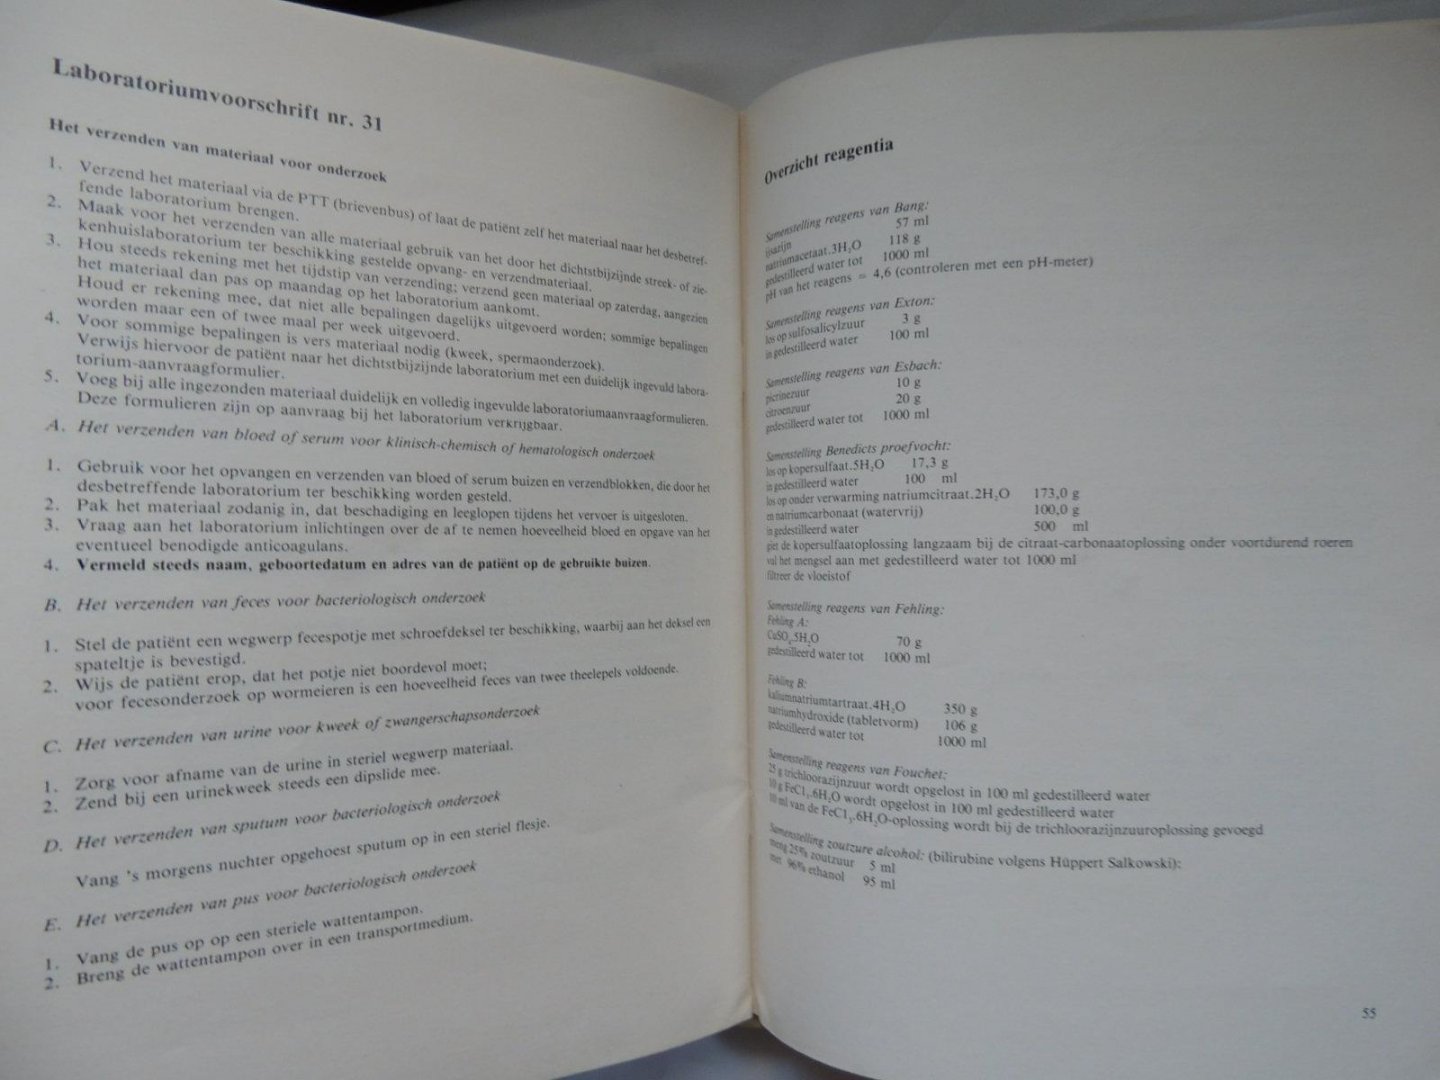 Laboratoriumvoorschrift nr. 31
Het verzenden van materiaal voor onderzoek
1. Verzend het materiaal via de PTT (brievenbus) of laat de patiënt zelf het materiaal naar het desbetref-
fende laboratorium brengen.
2. Maak voor het verzenden van alle materiaal gebruik van het door het dichtstbijzijnde streek- of zie-
kenhuislaboratorium ter beschikking gestelde opvang- en verzendmateriaal.
3. Hou steeds rekening met het tijdstip van verzending; verzend geen materiaal op zaterdag, aangezien
het materiaal dan pas op maandag op het laboratorium aankomt.
Houd er rekening mee, dat niet alle bepalingen dagelijks uitgevoerd worden; sommige bepalingen
worden maar een of twee maal per week uitgevoerd.
4. Voor sommige bepalingen is vers materiaal nodig (kweek, spermaonderzoek).
Verwijs hiervoor de patiënt naar het dichtstbijzijnde laboratorium met een duidelijk ingevuld labora-
torium-aanvraagformulier.
5. Voeg bij alle ingezonden materiaal duidelijk en volledig ingevulde laboratoriumaanvraagformulieren.
Deze formulieren zijn op aanvraag bij het laboratorium verkrijgbaar.
A. Het verzenden van bloed of serum voor klinisch-chemisch of hematologisch onderzoek
1. Gebruik voor het opvangen en verzenden van bloed of serum buizen en verzendblokken, die door het
desbetreffende laboratorium ter beschikking worden gesteld.
2. Pak het materiaal zodanig in, dat beschadiging en leeglopen tijdens het vervoer is uitgesloten.
3. Vraag aan het laboratorium inlichtingen over de af te nemen hoeveelheid bloed en opgave van het
eventueel benodigde anticoagulans.
4. Vermeld steeds naam, geboortedatum en adres van de patiënt op de gebruikte buizen.
B. Het verzenden van feces voor bacteriologisch onderzoek
1. Stel de patiënt een wegwerp fecespotje met schroefdeksel ter beschikking, waarbij aan het deksel een
spateltje is bevestigd.
2. Wijs de patiënt erop, dat het potje niet boordevol moet;
voor fecesonderzoek op wormeieren is een hoeveelheid feces van twee theelepels voldoende.
C. Het verzenden van urine voor kweek of zwangerschapsonderzoek
1. Zorg voor afname van de urine in steriel wegwerp materiaal.
2. Zend bij een urinekweek steeds een dipslide mee.
D. Het verzenden van sputum voor bacteriologisch onderzoek
Vang 's morgens nuchter opgehoest sputum op in een steriel flesje.
E. Het verzenden van pus voor bacteriologisch onderzoek
1. Vang de pus op op een steriele wattentampon.
2. Breng de wattentampon over in een transportmedium.
Overzicht reagentia
Samenstelling reagens van Bang:
ijsazijn 57 ml
natriumacetaat.3H₂O 118 g
gedestilleerd water tot 1000 ml
pH van het reagens = 4,6 (controleren met een pH-meter)
Samenstelling reagens van Exton:
los op sulfosalicylzuur 3 g
in gedestilleerd water 100 ml
Samenstelling reagens van Esbach:
picrinezuur 10 g
citroenzuur 20 g
gedestilleerd water tot 1000 ml
Samenstelling Benedicts proefvocht:
los op kopersulfaat.5H₂O 17,3 g
in gedestilleerd water 100 ml
los op onder verwarming natriumcitraat.2H₂O 173,0 g
en natriumcarbonaat (watervrij) 100,0 g
in gedestilleerd water 500 ml
giet de kopersulfaatoplossing langzaam bij de citraat-carbonaatoplossing onder voortdurend roeren
vul het mengsel aan met gedestilleerd water tot 1000 ml
filtreer de vloeistof
Samenstelling reagens van Fehling:
Fehling A:
CuSO₄.5H₂O 70 g
gedestilleerd water tot 1000 ml
Fehling B:
kaliumnatriumtartraat.4H₂O 350 g
natriumhydroxide (tabletvorm) 106 g
gedestilleerd water tot 1000 ml
Samenstelling reagens van Fouchet:
25 g trichloorazijnzuur wordt opgelost in 100 ml gedestilleerd water
10 g FeCl₃.6H₂O wordt opgelost in 100 ml gedestilleerd water
10 ml van de FeCl₃.6H₂O-oplossing wordt bij de trichloorazijnzuuroplossing gevoegd
Samenstelling zoutzure alcohol: (bilirubine volgens Hüppert Salkowski):
meng 25% zoutzuur 5 ml
met 96% ethanol 95 ml
55